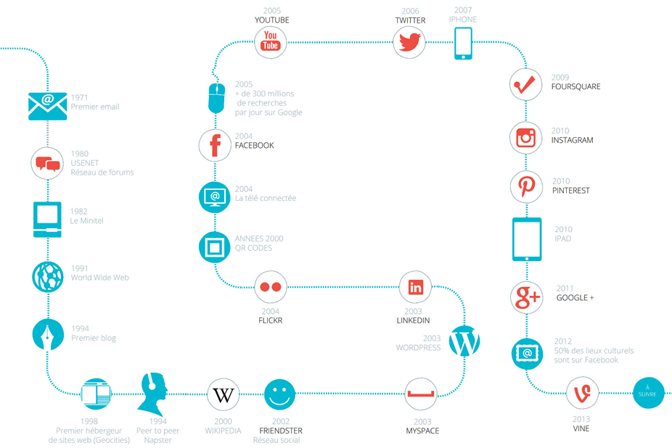 1971
Premier email
1980
USENET
Réseau de forums
1982
Le Minitel
1991
World Wide Web
1994
Premier blog
1998
Premier hébergeur
de sites web (Geocities)
1994
Peer to peer
Napster
W
2000
WIKIPEDIA
2002
FRIENDSTER
Réseau social
2003
MYSPACE
2003
WORDPRESS
in
2003
LINKEDIN
2004
FLICKR
ANNEES 2000
QR CODES
@
2004
La télé connectée
f
2004
FACEBOOK
2005
+ de 300 millions
de recherches
par jour sur Google
2005
YOUTUBE
You
Tube
2006
TWITTER
2007
IPHONE
2009
FOURSQUARE
2010
INSTAGRAM
2010
PINTEREST
2010
IPAD
g+
2011
GOOGLE +
@
2012
50% des lieux culturels
sont sur Facebook
2013
VINE
À
SUIVRE